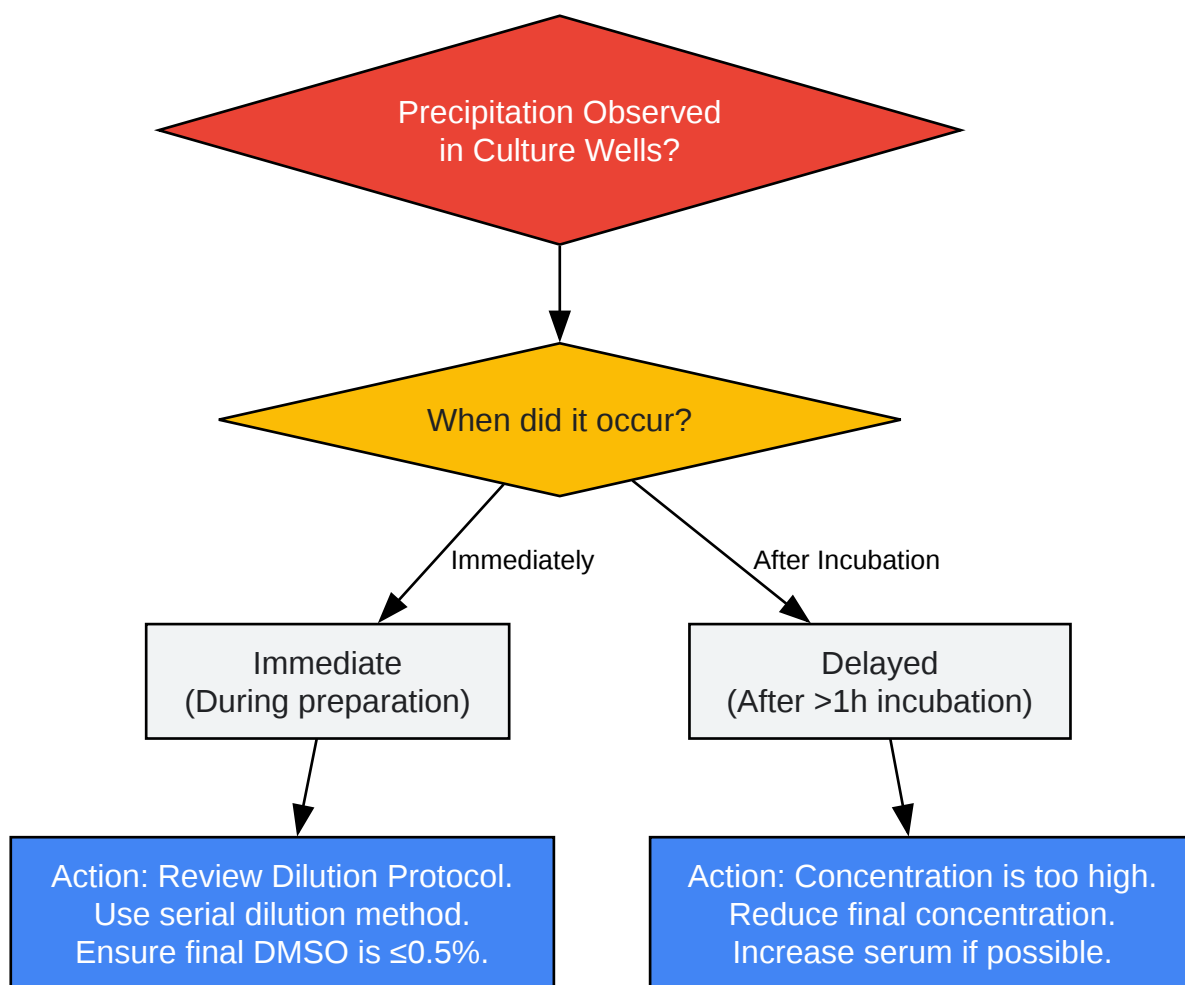 Precipitation Observed
in Culture Wells?
When did it occur?
Immediately
After Incubation
Immediate
(During preparation)
Delayed
(After >1h incubation)
Action: Review Dilution Protocol.
Use serial dilution method.
Ensure final DMSO is ≤0.5%.
Action: Concentration is too high.
Reduce final concentration.
Increase serum if possible.